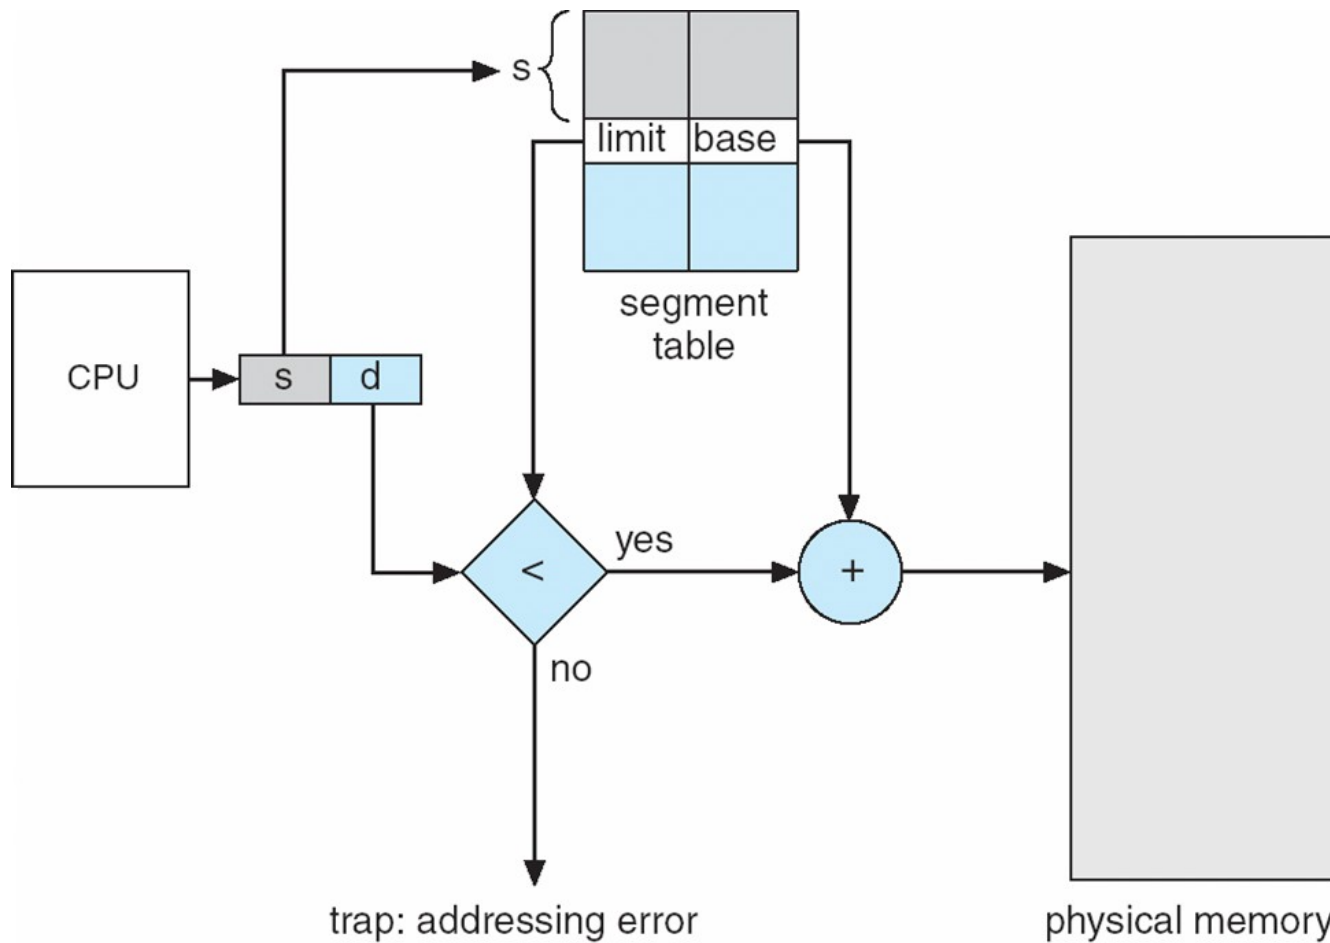 s
limit base
segment
table
CPU
s d
yes
<
+
no
trap: addressing error
physical memory